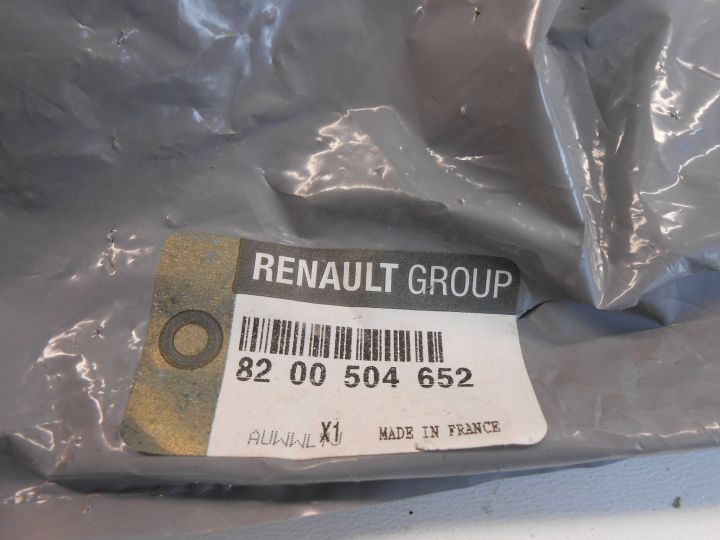 RENAULT GROUP
82 00 504 652
X1 MADE IN FRANCE